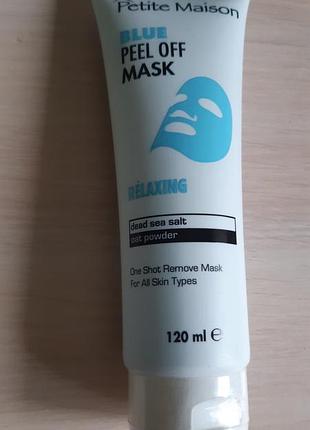 Petite Maison
BLUE
PEEL OFF
MASK
RELAXING
dead sea salt
oat powder
One Shot Remove Mask
For All Skin Types
120 ml ℮